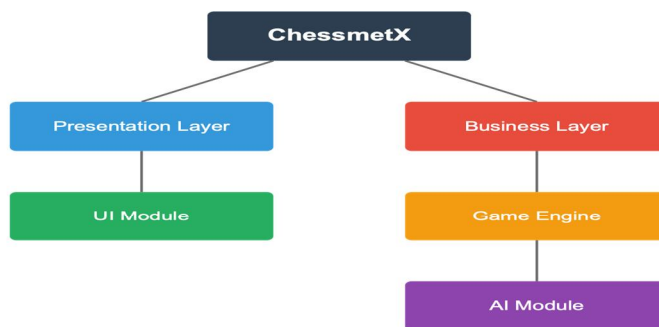 ChessmetX
Presentation Layer
Business Layer
UI Module
Game Engine
AI Module